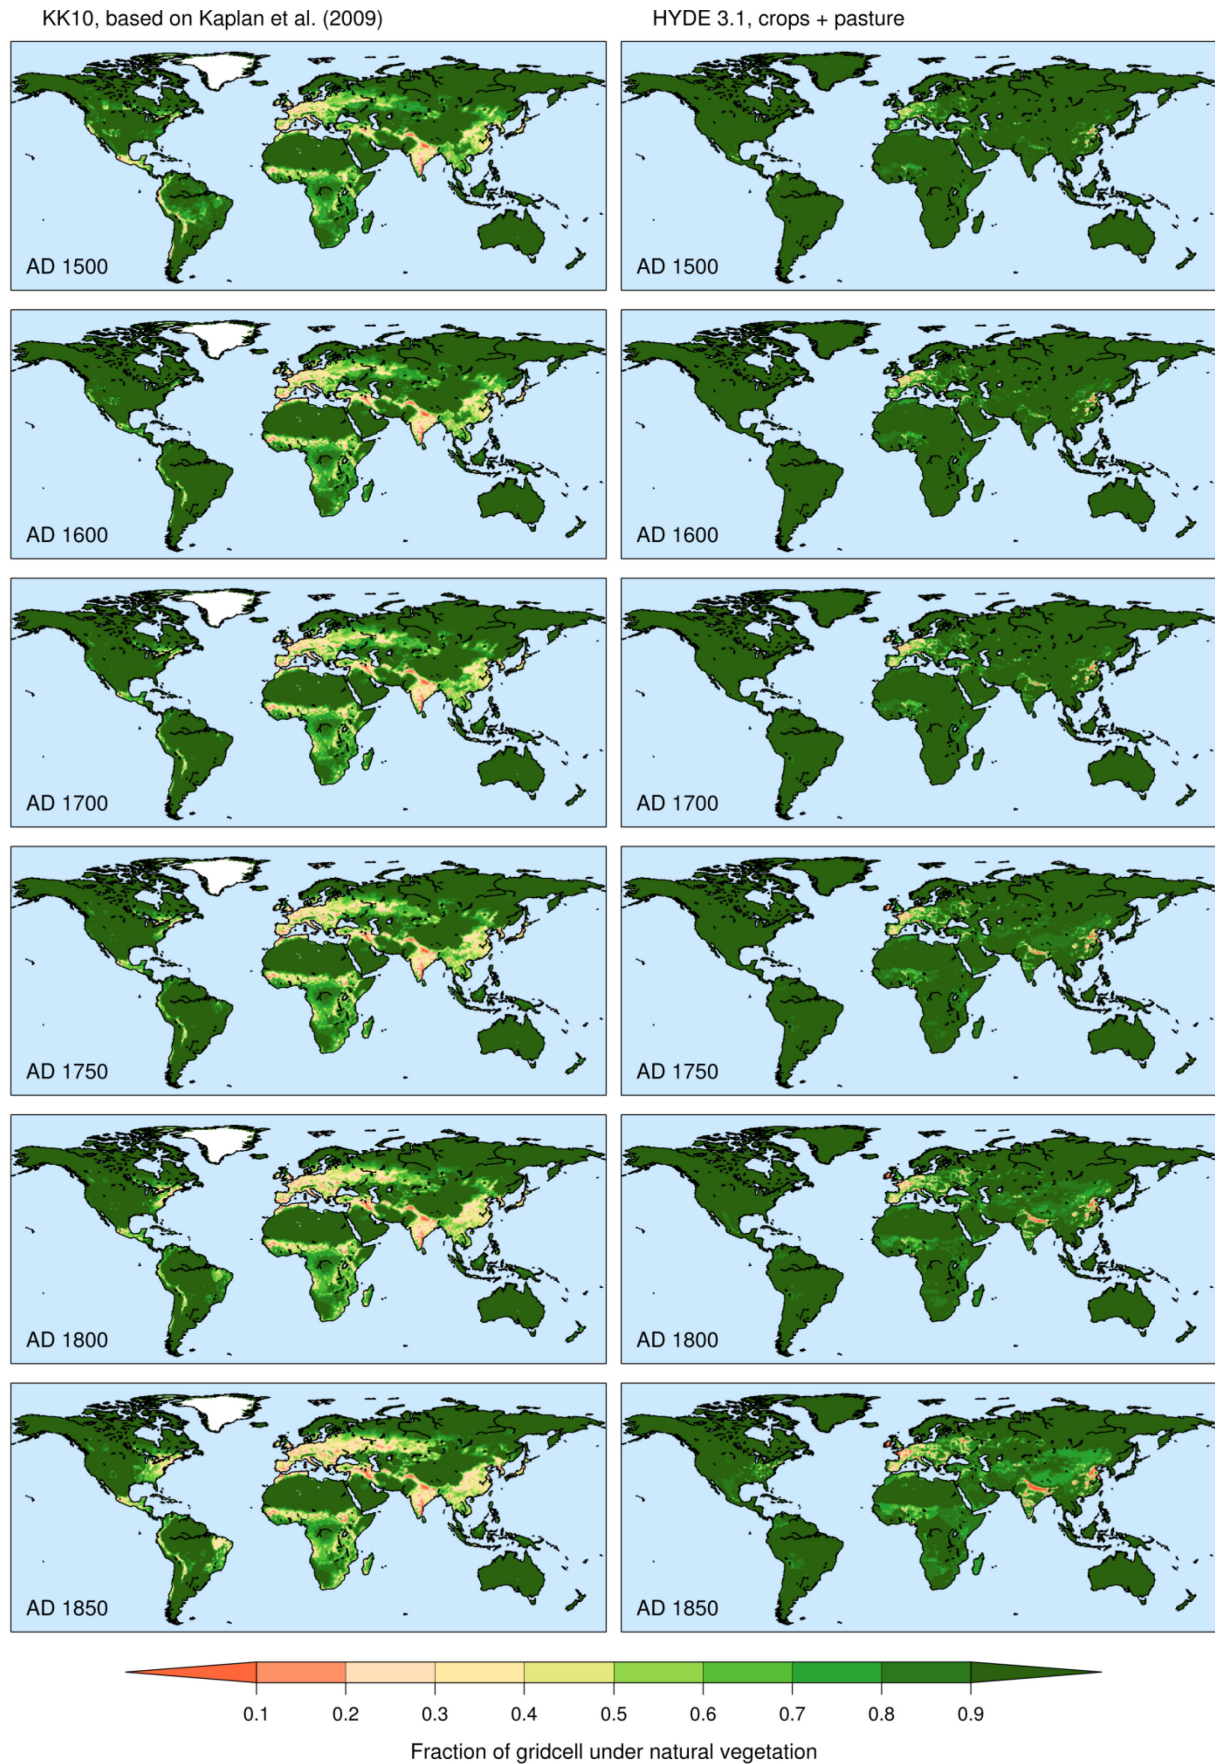 KK10, based on Kaplan et al. (2009)
HYDE 3.1, crops + pasture
AD 1500
AD 1500
AD 1600
AD 1600
AD 1700
AD 1700
AD 1750
AD 1750
AD 1800
AD 1800
AD 1850
AD 1850
0.1 0.2 0.3 0.4 0.5 0.6 0.7 0.8 0.9
Fraction of gridcell under natural vegetation